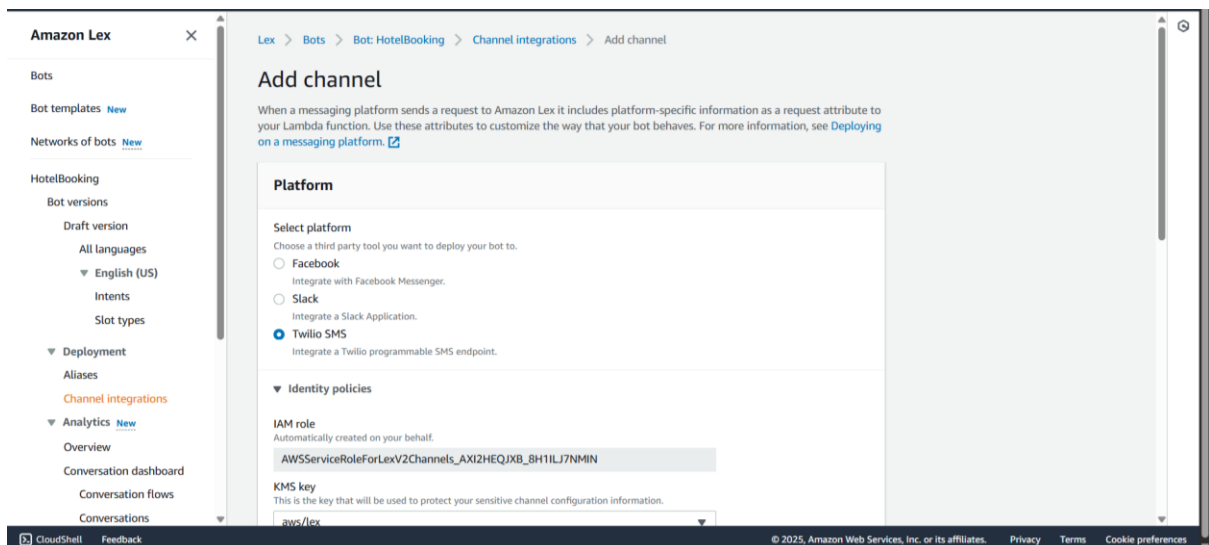 Amazon Lex
Bots
Bot templates New
Networks of bots New
HotelBooking
Bot versions
Draft version
All languages
English (US)
Intents
Slot types
Deployment
Aliases
Channel integrations
Analytics New
Overview
Conversation dashboard
Conversation flows
Conversations
Lex > Bots > Bot: HotelBooking > Channel integrations > Add channel
Add channel
When a messaging platform sends a request to Amazon Lex it includes platform-specific information as a request attribute to
your Lambda function. Use these attributes to customize the way that your bot behaves. For more information, see Deploying
on a messaging platform.
Platform
Select platform
Choose a third party tool you want to deploy your bot to.
Facebook
Integrate with Facebook Messenger.
Slack
Integrate a Slack Application.
Twilio SMS
Integrate a Twilio programmable SMS endpoint.
Identity policies
IAM role
Automatically created on your behalf.
AWSServiceRoleForLexV2Channels_AXI2HEQJXB_8H1ILJ7NMIN
KMS key
This is the key that will be used to protect your sensitive channel configuration information.
aws/lex
CloudShell Feedback © 2025, Amazon Web Services, Inc. or its affiliates. Privacy Terms Cookie preferences